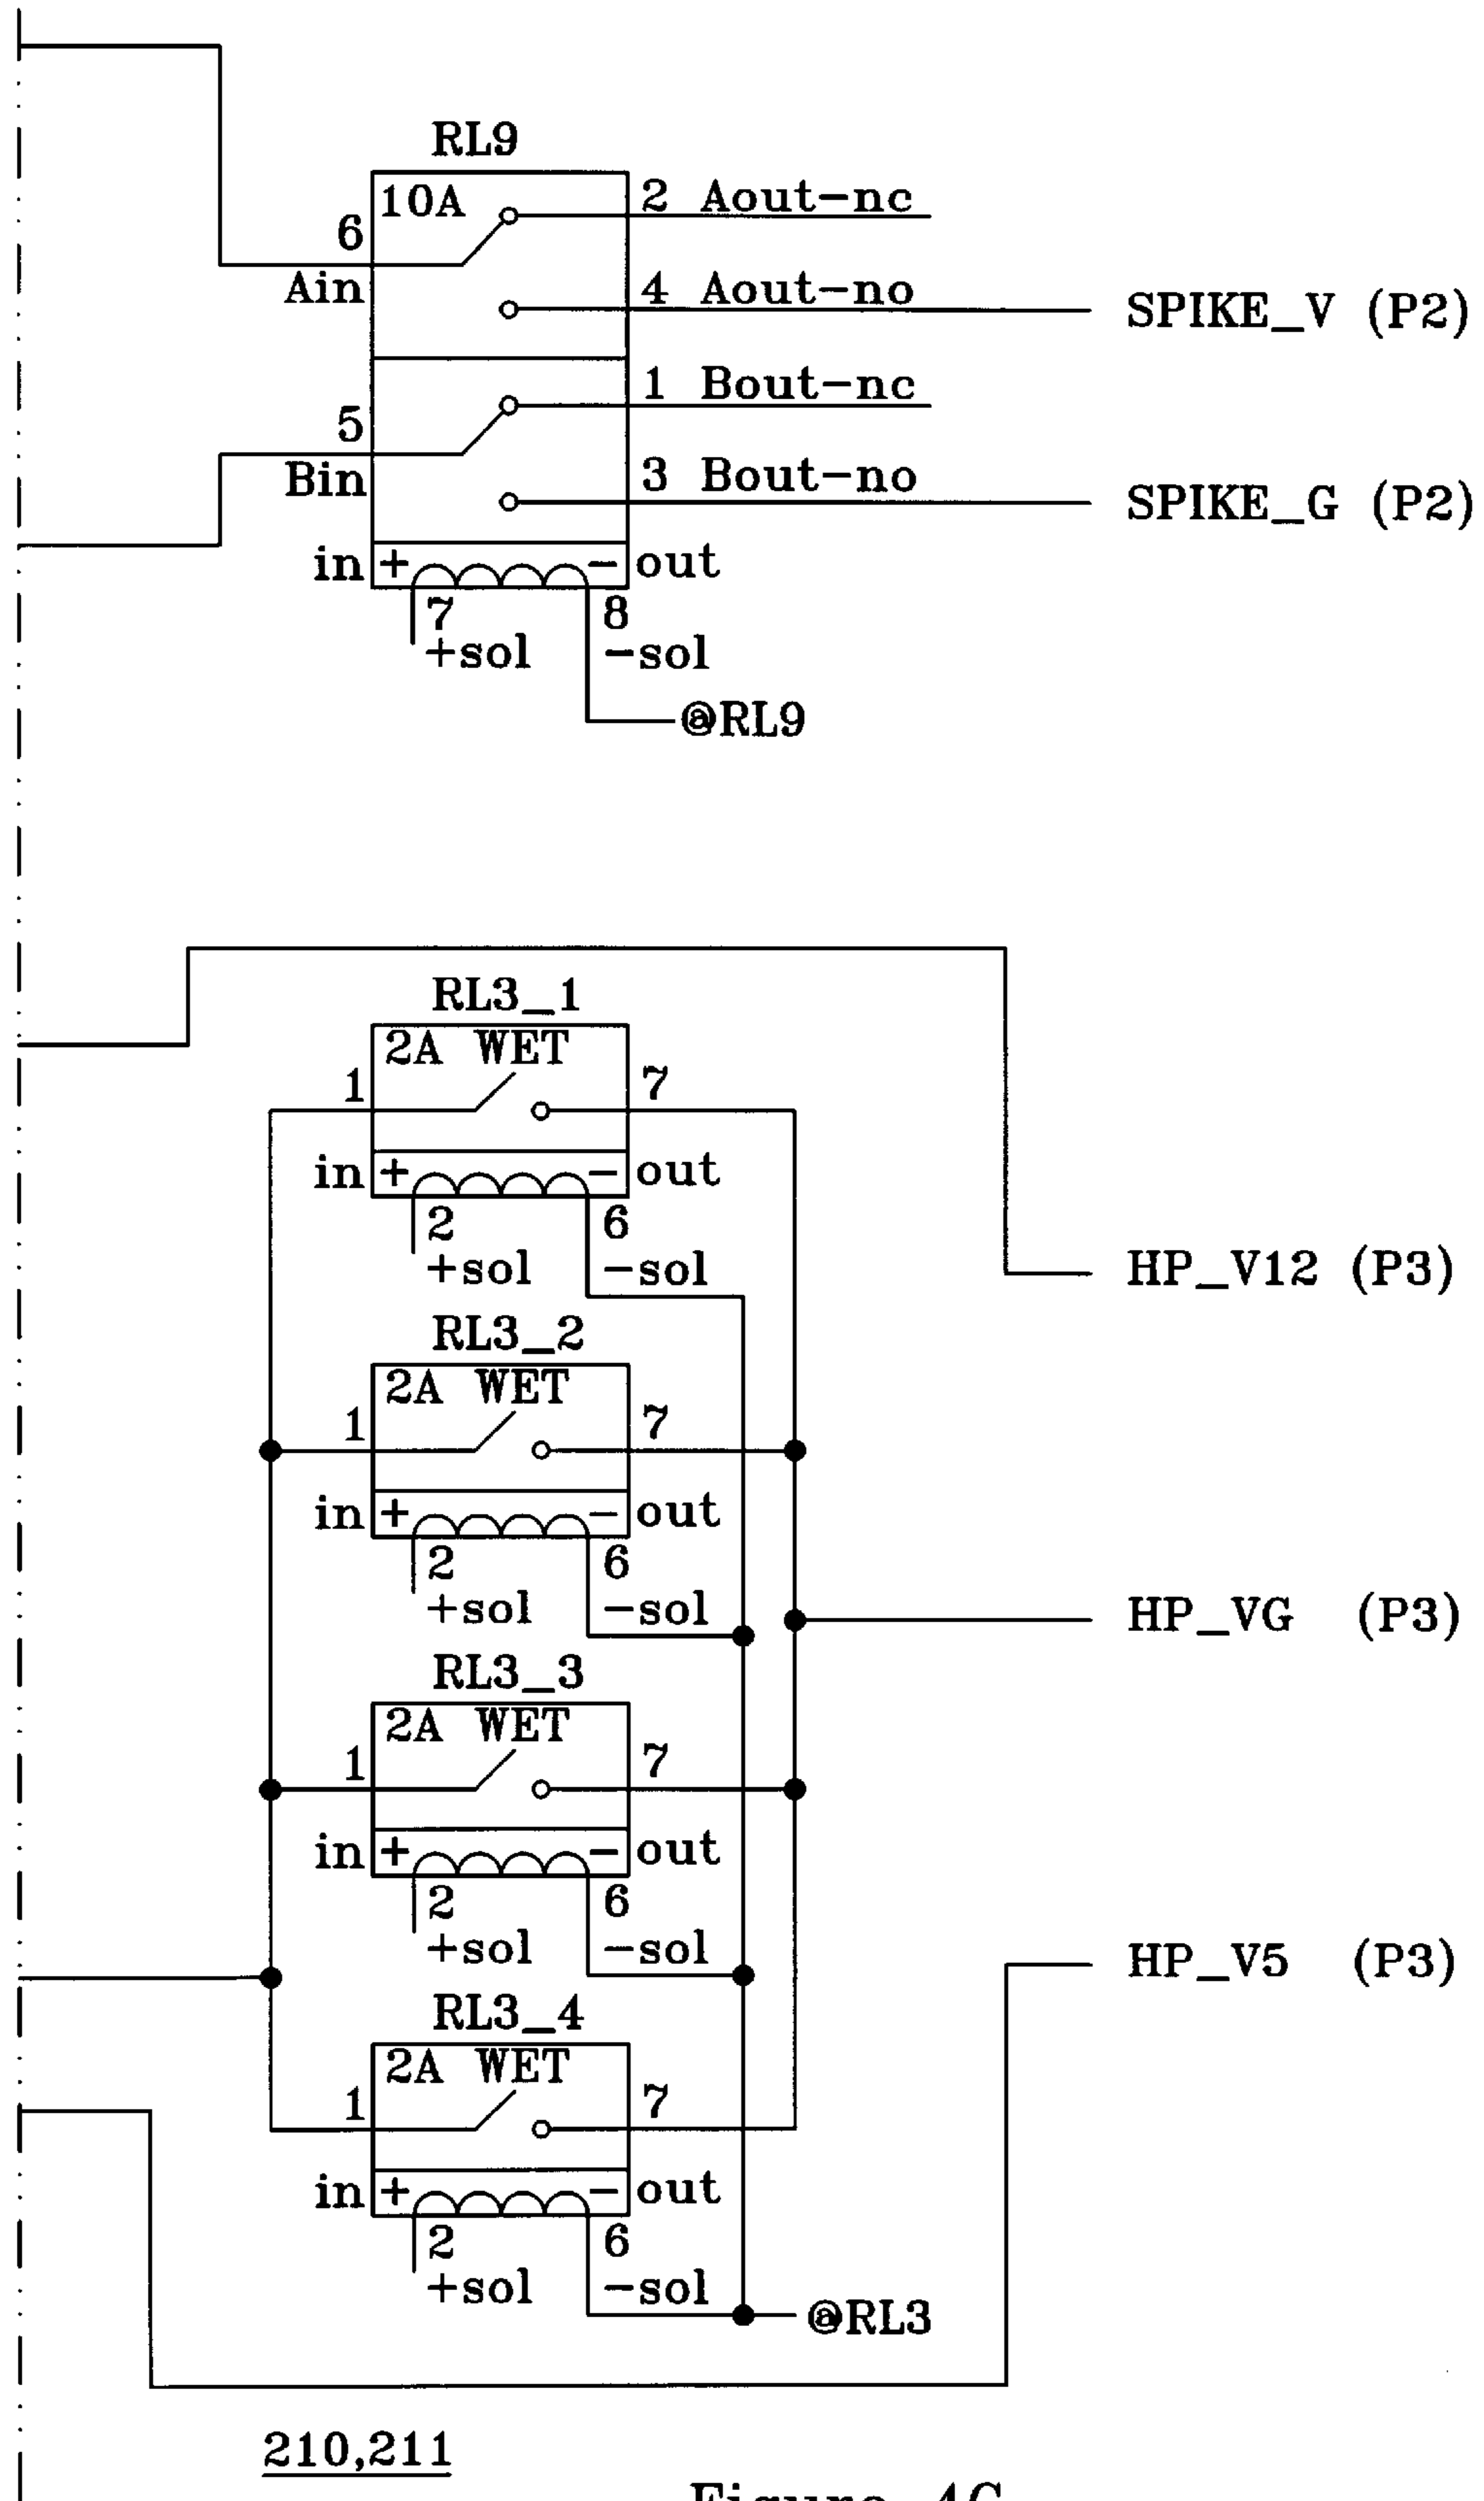 RL9
10A
2 Aout-nc
6
Ain
4 Aout-no
SPIKE_V (P2)
1 Bout-nc
5
Bin
3 Bout-no
SPIKE_G (P2)
in + - out
7 8
+sol -sol
@RL9
RL3_1
2A WET
1 7
in + - out
2 6
+sol -sol
HP_V12 (P3)
RL3_2
2A WET
1 7
in + - out
2 6
+sol -sol
HP_VG (P3)
RL3_3
2A WET
1 7
in + - out
2 6
+sol -sol
HP_V5 (P3)
RL3_4
2A WET
1 7
in + - out
2 6
+sol -sol
@RL3
210,211
Figure 4C